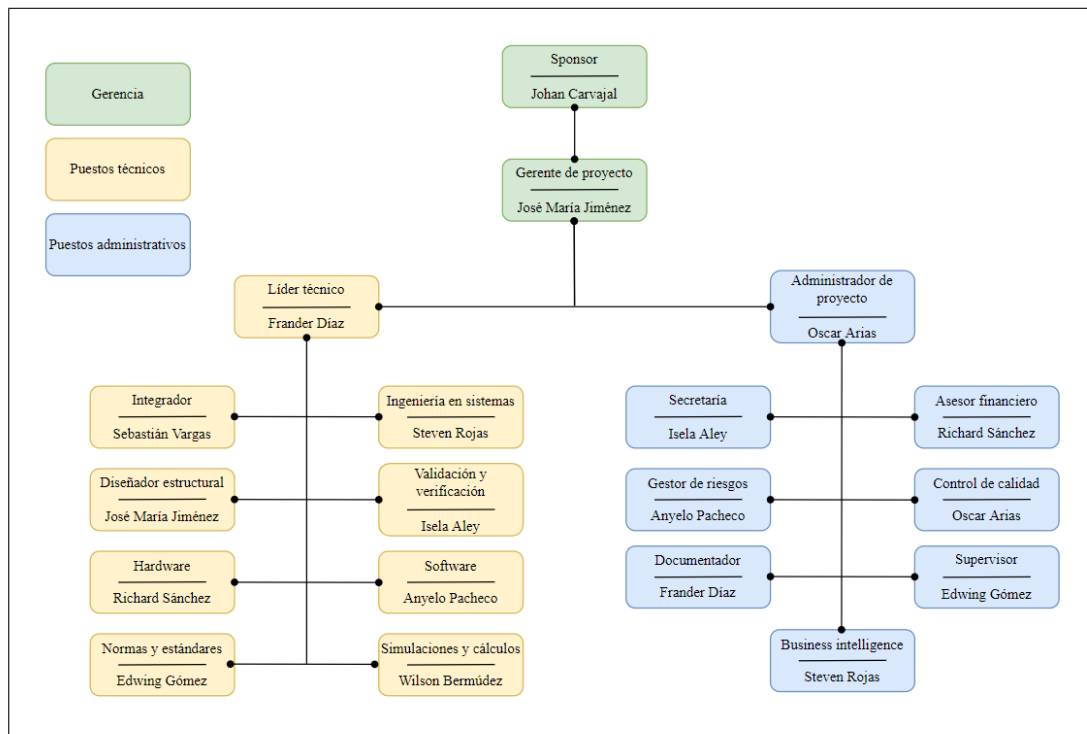 Gerencia
Puestos técnicos
Puestos administrativos
Sponsor
Johan Carvajal
Gerente de proyecto
José María Jiménez
Líder técnico
Frander Díaz
Administrador de
proyecto
Oscar Arias
Integrador
Sebastián Vargas
Ingeniería en sistemas
Steven Rojas
Diseñador estructural
José María Jiménez
Validación y
verificación
Isela Aley
Hardware
Richard Sánchez
Software
Anyelo Pacheco
Normas y estándares
Edwing Gómez
Simulaciones y cálculos
Wilson Bermúdez
Secretaría
Isela Aley
Asesor financiero
Richard Sánchez
Gestor de riesgos
Anyelo Pacheco
Control de calidad
Oscar Arias
Documentador
Frander Díaz
Supervisor
Edwing Gómez
Business intelligence
Steven Rojas